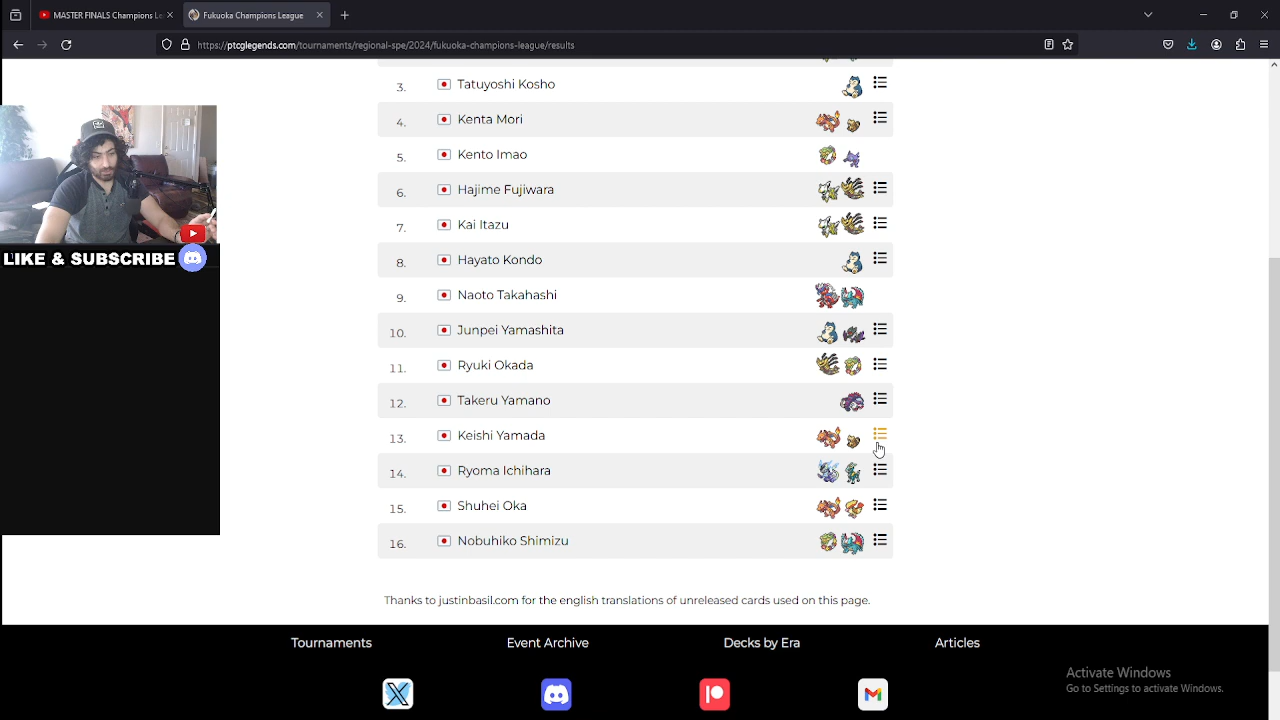 MASTER FINALS Champions Le
Fukuoka Champions League
https://ptcglegends.com/tournaments/regional-spe/2024/fukuoka-champions-league/results
3. Tatuyoshi Kosho
4. Kenta Mori
5. Kento Imao
6. Hajime Fujiwara
7. Kai Itazu
8. Hayato Kondo
9. Naoto Takahashi
10. Junpei Yamashita
11. Ryuki Okada
12. Takeru Yamano
13. Keishi Yamada
14. Ryoma Ichihara
15. Shuhei Oka
16. Nobuhiko Shimizu
LIKE & SUBSCRIBE
Thanks to justinbasil.com for the english translations of unreleased cards used on this page.
Tournaments Event Archive Decks by Era Articles
Activate Windows
Go to Settings to activate Windows.